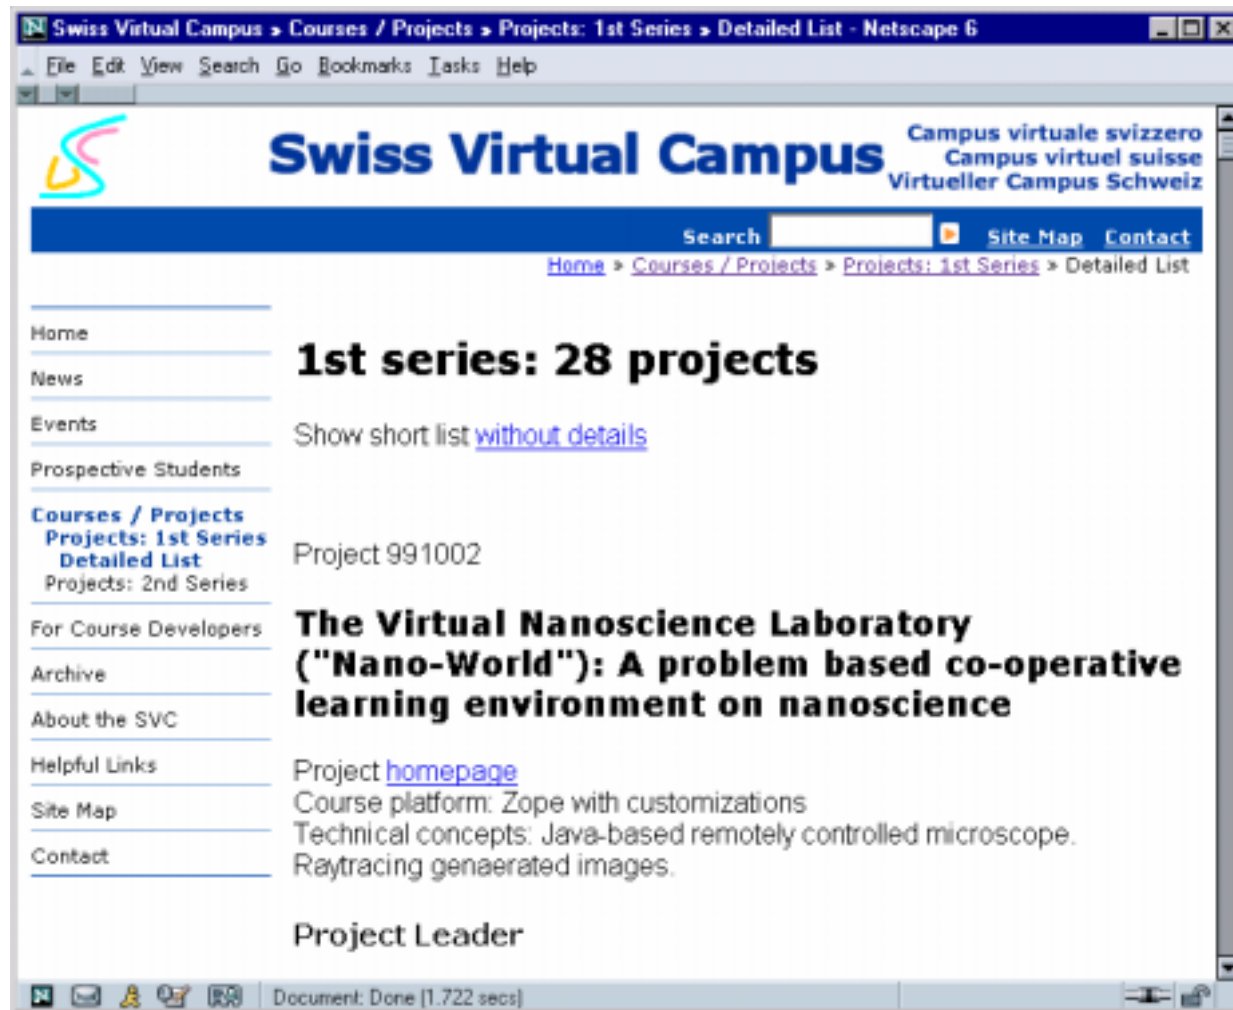 Swiss Virtual Campus » Courses / Projects » Projects: 1st Series » Detailed List - Netscape 6
File Edit View Search Go Bookmarks Tasks Help
Swiss Virtual Campus
Campus virtuale svizzero
Campus virtuel suisse
Virtueller Campus Schweiz
Search Site Map Contact
Home » Courses / Projects » Projects: 1st Series » Detailed List
Home
News
Events
Prospective Students
Courses / Projects
Projects: 1st Series
Detailed List
Projects: 2nd Series
For Course Developers
Archive
About the SVC
Helpful Links
Site Map
Contact
1st series: 28 projects
Show short list without details
Project 991002
The Virtual Nanoscience Laboratory
("Nano-World"): A problem based co-operative
learning environment on nanoscience
Project homepage
Course platform: Zope with customizations
Technical concepts: Java-based remotely controlled microscope.
Raytracing genaerated images.
Project Leader
Document: Done (1.722 secs)